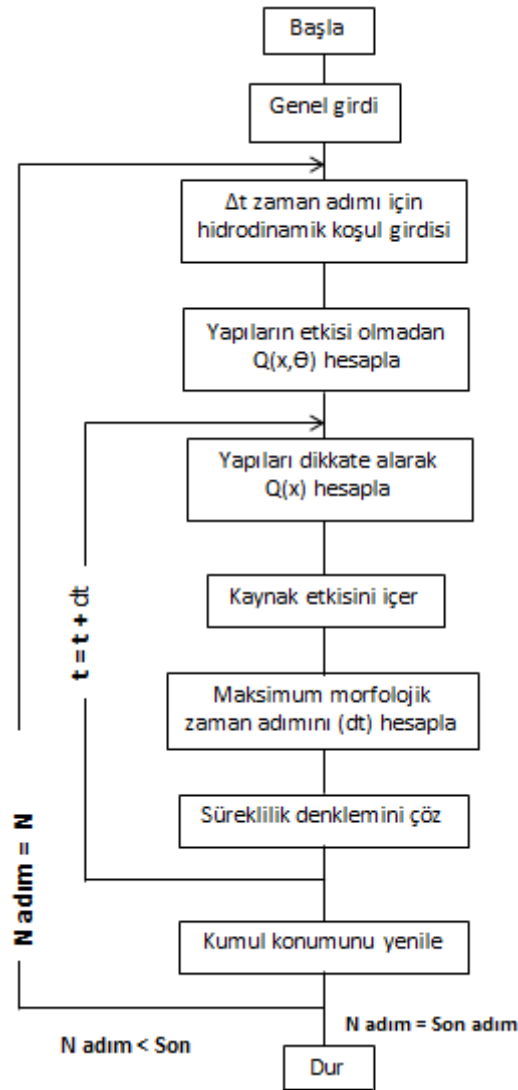 Başla
Genel girdi
Δt zaman adımı için
hidrodinamik koşul girdisi
Yapıların etkisi olmadan
Q(x,Θ) hesapla
Yapıları dikkate alarak
Q(x) hesapla
Kaynak etkisini içer
Maksimum morfolojik
zaman adımını (dt) hesapla
Süreklilik denklemini çöz
t = t + dt
Kumul konumunu yenile
N adım = N
N adım < Son
N adım = Son adım
Dur